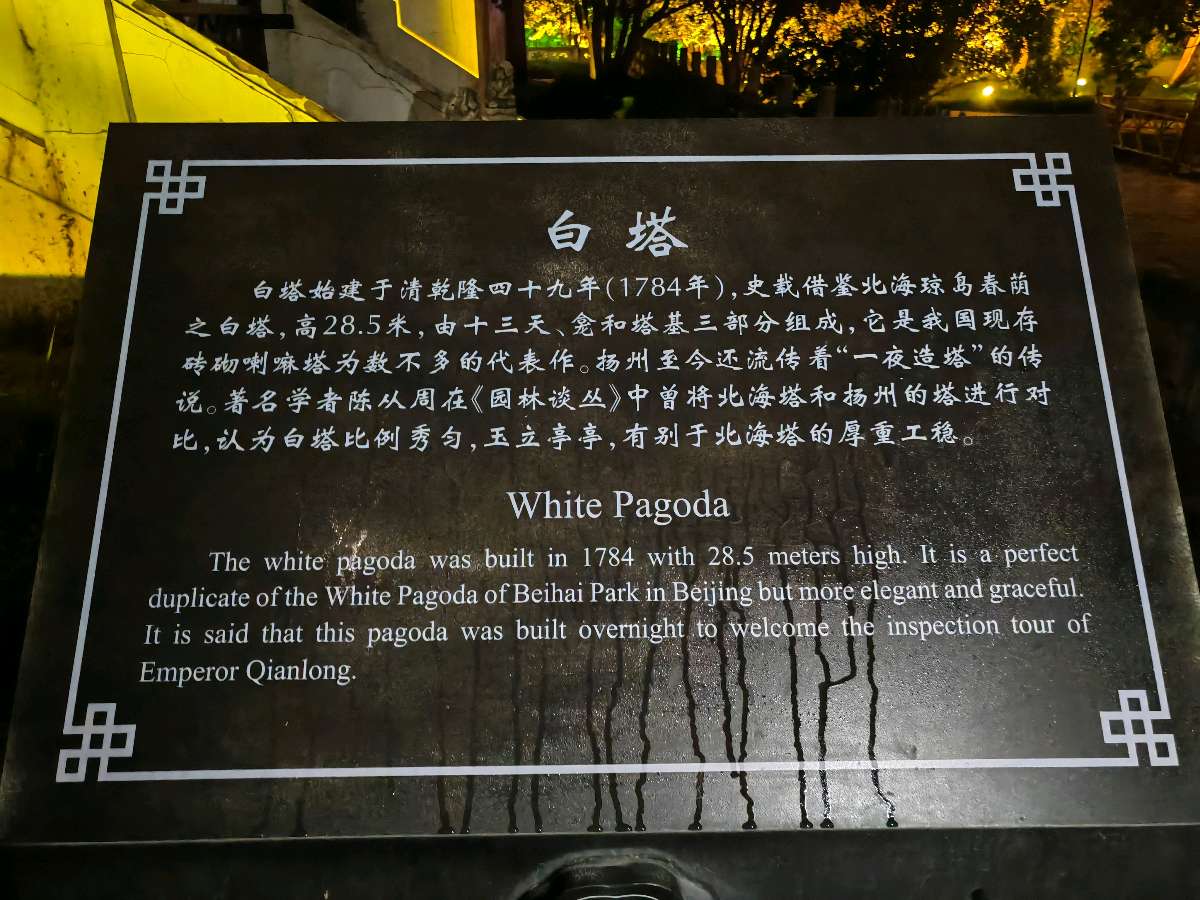 白塔
白塔始建于清乾隆四十九年(1784年),史载借鉴北海琼岛春荫
之白塔,高28.5米,由十三天、龛和塔基三部分组成,它是我国现存
砖砌喇嘛塔为数不多的代表作。扬州至今还流传着“一夜造塔”的传
说。著名学者陈从周在《园林谈丛》中曾将北海塔和扬州的塔进行对
比,认为白塔比例秀匀,玉立亭亭,有别于北海塔的厚重工稳。
White Pagoda
The white pagoda was built in 1784 with 28.5 meters high. It is a perfect
duplicate of the White Pagoda of Beihai Park in Beijing but more elegant and graceful.
It is said that this pagoda was built overnight to welcome the inspection tour of
Emperor Qianlong.